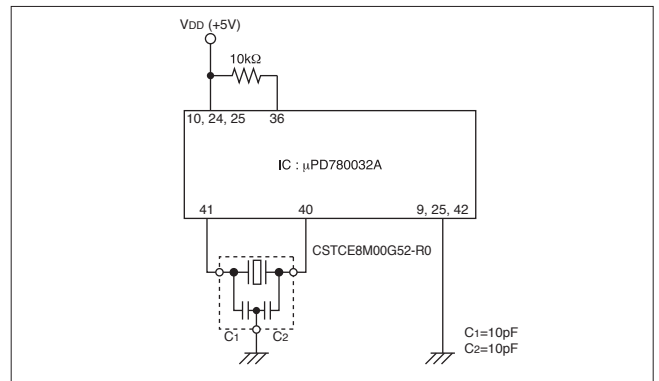 VDD (+5V)
10kΩ
10, 24, 25 36
IC : μPD780032A
41 40 9, 25, 42
CSTCE8M00G52-R0
C1 C2
C1=10pF
C2=10pF